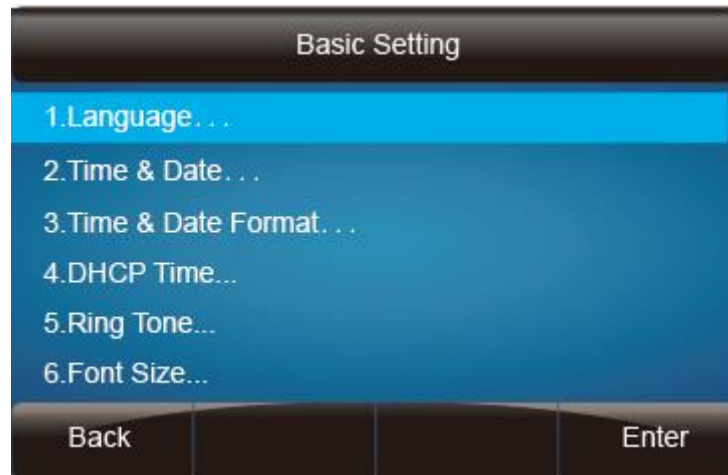 Basic Setting
1.Language. . .
2.Time & Date. . .
3.Time & Date Format. . .
4.DHCP Time...
5.Ring Tone...
6.Font Size...
Back Enter